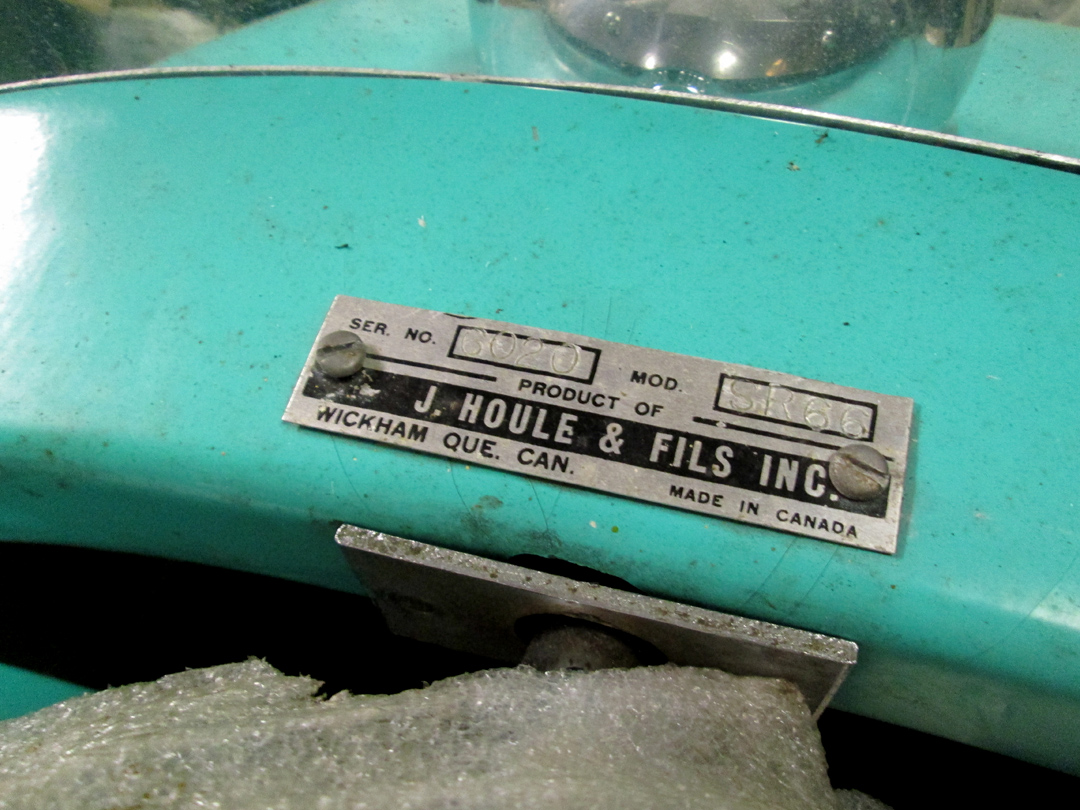 SER. NO. 6020 MOD. SR66
PRODUCT OF
J. HOULE & FILS INC.
WICKHAM QUE. CAN.
MADE IN CANADA